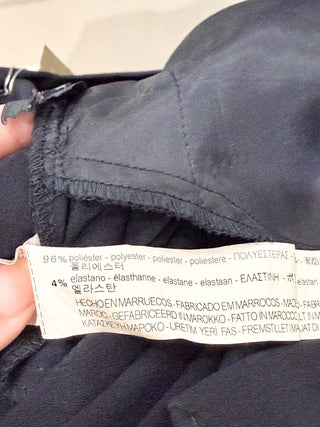 96% poliéster - polyester - polyester - poliestere - ΠΟΛΥΕΣΤΕΡΑΣ
폴리에스터
4% elastano - élasthanne - elastane - elastaan - ΕΛΑΣΤΙΝΗ
엘라스탄
HECHO EN MARRUECOS - FABRICADO EM MARROCOS - MADE
MAROC - GEFABRICEERD IN MAROKKO - FATTO IN MAROCCO
ΚΑΤΑΣΚΕΥΗ ΜΑΡΟΚΟ - URETIM YERİ FAS - FREMSTILLET I